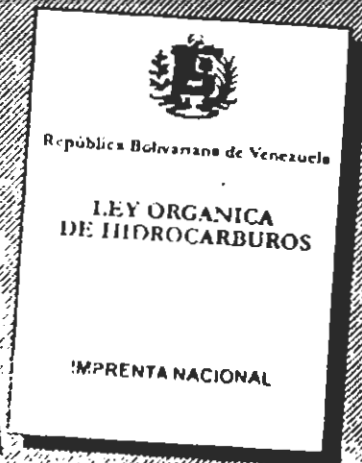 República Bolivariana de Venezuela
LEY ORGANICA
DE HIDROCARBUROS
IMPRENTA NACIONAL